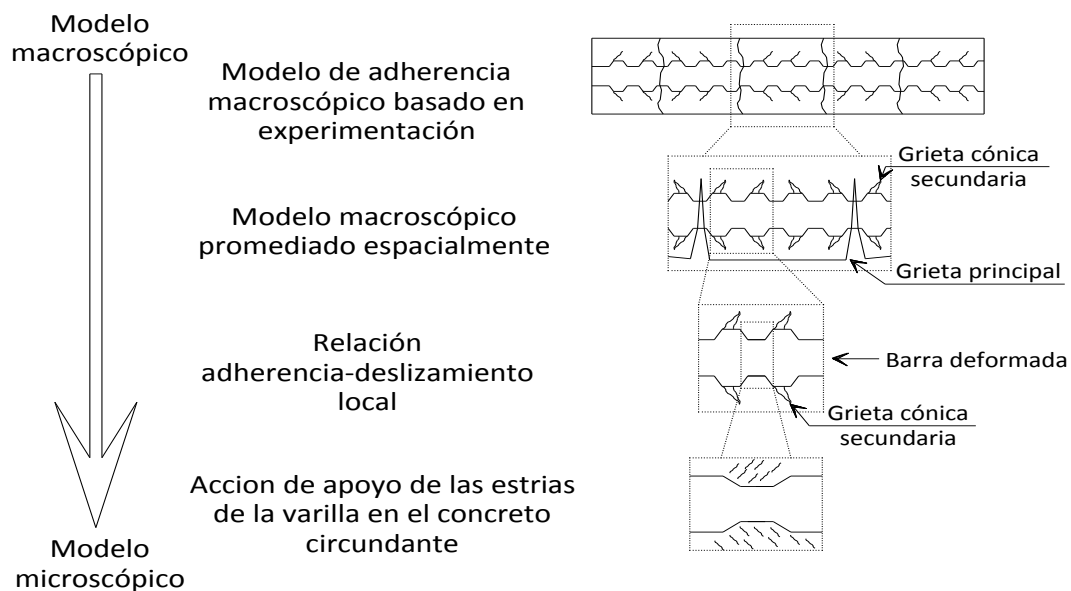 Modelo
macroscópico
Modelo de adherencia
macroscópico basado en
experimentación
Grieta cónica
secundaria
Modelo macroscópico
promediado espacialmente
Grieta principal
Relación
adherencia-deslizamiento
local
Barra deformada
Grieta cónica
secundaria
Accion de apoyo de las estrias
de la varilla en el concreto
circundante
Modelo
microscópico